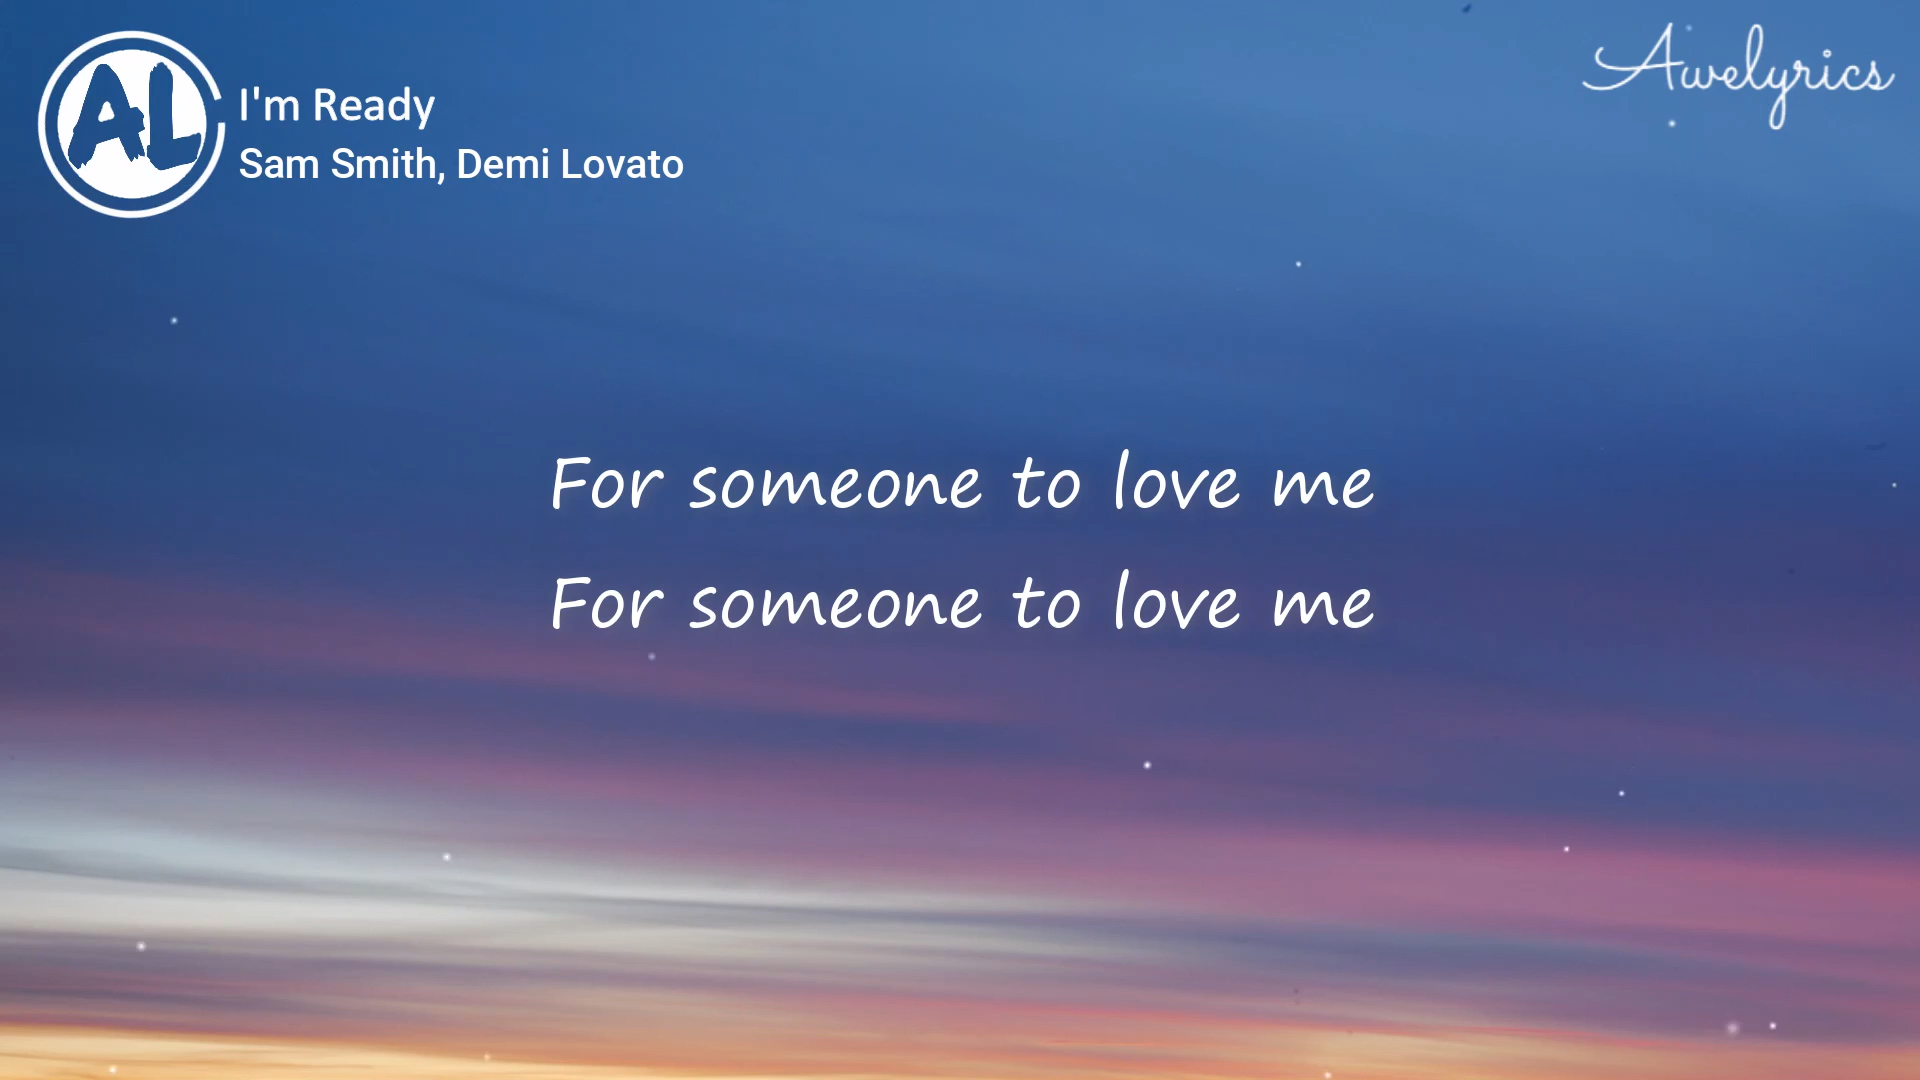 AL
I'm Ready
Sam Smith, Demi Lovato
Awelyrics
For someone to love me
For someone to love me